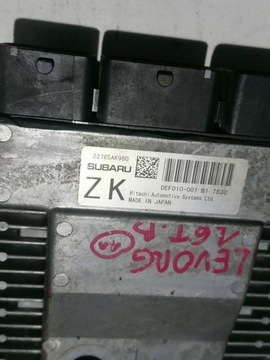 22765AK980
SUBARU
DEF010-001 B1 7830
ZK
Hitachi Automotive Systems, Ltd.
MADE IN JAPAN
LEVORG
1.6T.B